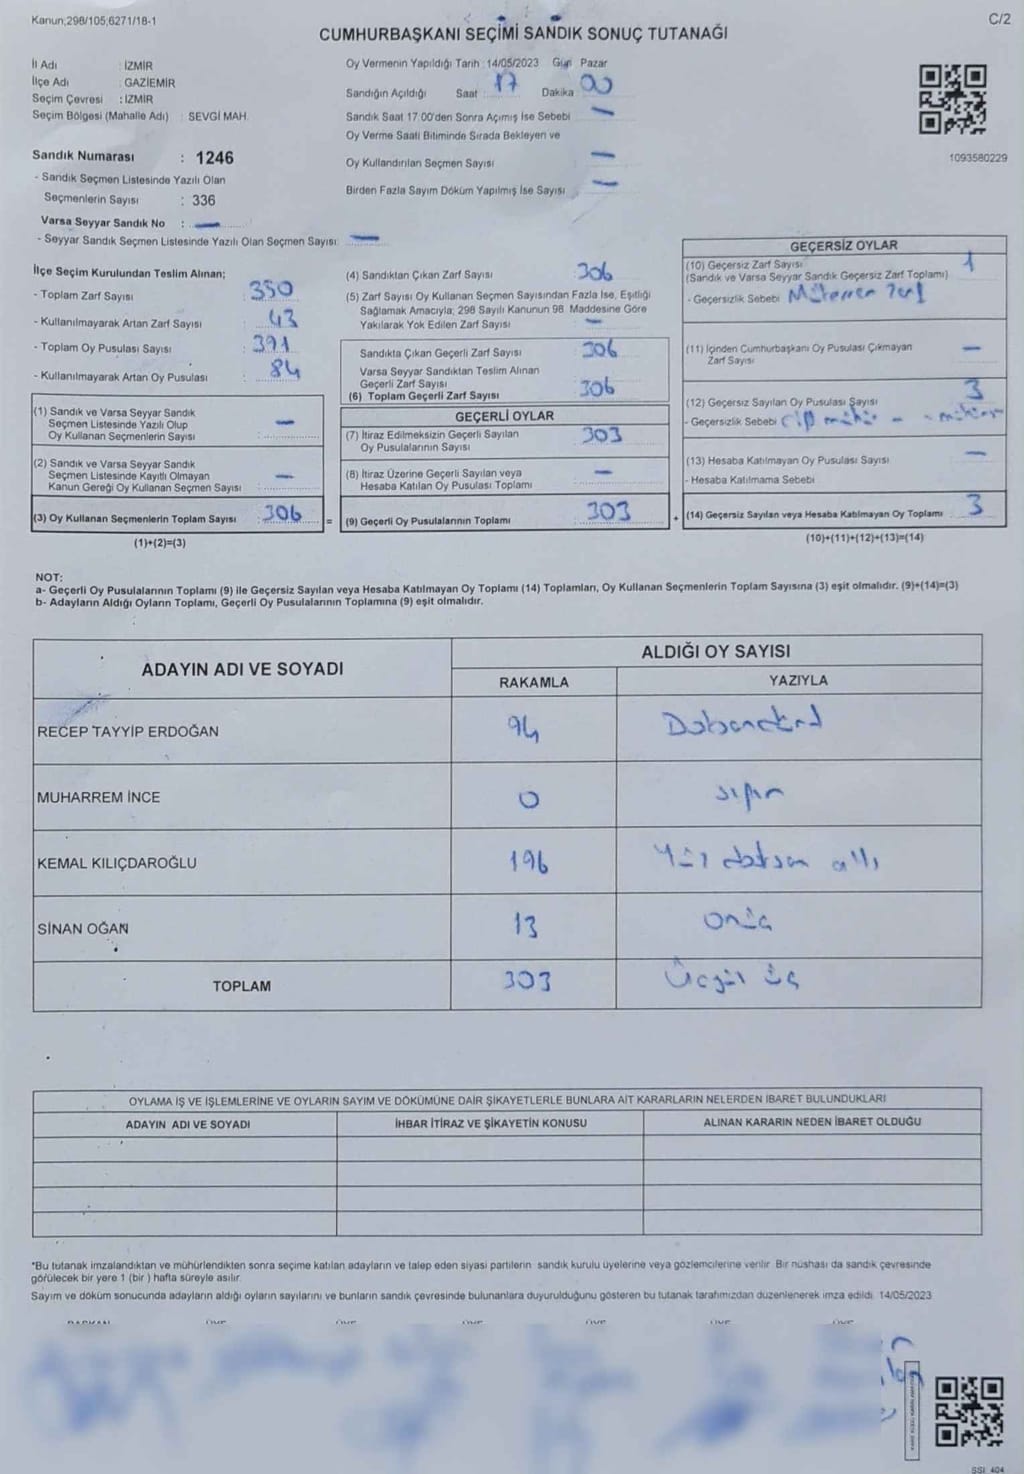 Kanun;298/105;6271/18-1
C/2
CUMHURBAŞKANI SEÇİMİ SANDIK SONUÇ TUTANAĞI
İl Adı : İZMİR
İlçe Adı : GAZİEMİR
Seçim Çevresi : İZMİR
Seçim Bölgesi (Mahalle Adı) : SEVGİ MAH.
Oy Vermenin Yapıldığı Tarih : 14/05/2023 Gün Pazar
Sandığın Açıldığı Saat : 17 Dakika 00
Sandık Saat 17:00'den Sonra Açmış İse Sebebi —
Oy Verme Saati Bitiminde Sırada Bekleyen ve
Oy Kullandırılan Seçmen Sayısı —
Birden Fazla Sayım Döküm Yapılmış İse Sayısı —
1093580229
Sandık Numarası : 1246
- Sandık Seçmen Listesinde Yazılı Olan
Seçmenlerin Sayısı : 336
Varsa Seyyar Sandık No : —
- Seyyar Sandık Seçmen Listesinde Yazılı Olan Seçmen Sayısı: —
İlçe Seçim Kurulundan Teslim Alınan;
- Toplam Zarf Sayısı : 350
- Kullanılmayarak Artan Zarf Sayısı : 43
- Toplam Oy Pusulası Sayısı : 391
- Kullanılmayarak Artan Oy Pusulası : 84
(1) Sandık ve Varsa Seyyar Sandık
Seçmen Listesinde Yazılı Olup
Oy Kullanan Seçmenlerin Sayısı —
(2) Sandık ve Varsa Seyyar Sandık
Seçmen Listesinde Kayıtlı Olmayan
Kanun Gereği Oy Kullanan Seçmen Sayısı —
(3) Oy Kullanan Seçmenlerin Toplam Sayısı 306 =
(1)+(2)=(3)
(4) Sandıktan Çıkan Zarf Sayısı 306
(5) Zarf Sayısı Oy Kullanan Seçmen Sayısından Fazla İse, Eşitliği
Sağlamak Amacıyla; 298 Sayılı Kanunun 98. Maddesine Göre
Yakılarak Yok Edilen Zarf Sayısı —
Sandıkta Çıkan Geçerli Zarf Sayısı 306
Varsa Seyyar Sandıktan Teslim Alınan
Geçerli Zarf Sayısı
(6) Toplam Geçerli Zarf Sayısı 306
GEÇERLİ OYLAR
(7) İtiraz Edilmeksizin Geçerli Sayılan
Oy Pusulalarının Sayısı 303
(8) İtiraz Üzerine Geçerli Sayılan veya
Hesaba Katılan Oy Pusulası Toplamı —
(9) Geçerli Oy Pusulalarının Toplamı 303 +
GEÇERSİZ OYLAR
(10) Geçersiz Zarf Sayısı 1
(Sandık ve Varsa Seyyar Sandık Geçersiz Zarf Toplamı)
- Geçersizlik Sebebi
(11) İçinden Cumhurbaşkanı Oy Pusulası Çıkmayan
Zarf Sayısı —
(12) Geçersiz Sayılan Oy Pusulası Sayısı 3
- Geçersizlik Sebebi
(13) Hesaba Katılmayan Oy Pusulası Sayısı —
- Hesaba Katılmama Sebebi
(14) Geçersiz Sayılan veya Hesaba Katılmayan Oy Toplamı 3
(10)+(11)+(12)+(13)=(14)
NOT:
a- Geçerli Oy Pusulalarının Toplamı (9) ile Geçersiz Sayılan veya Hesaba Katılmayan Oy Toplamı (14) Toplamları, Oy Kullanan Seçmenlerin Toplam Sayısına (3) eşit olmalıdır. (9)+(14)=(3)
b- Adayların Aldığı Oyların Toplamı, Geçerli Oy Pusulalarının Toplamına (9) eşit olmalıdır.
ADAYIN ADI VE SOYADI
ALDIĞI OY SAYISI
RAKAMLA YAZIYLA
RECEP TAYYİP ERDOĞAN 94
MUHARREM İNCE 0 sıfır
KEMAL KILIÇDAROĞLU 196 Yüz doksan altı
SİNAN OĞAN 13 onüç
TOPLAM 303 Üçyüz üç
OYLAMA İŞ VE İŞLEMLERİNE VE OYLARIN SAYIM VE DÖKÜMÜNE DAİR ŞİKAYETLERLE BUNLARA AİT KARARLARIN NELERDEN İBARET BULUNDUKLARI
ADAYIN ADI VE SOYADI İHBAR İTİRAZ VE ŞİKAYETİN KONUSU ALINAN KARARIN NEDEN İBARET OLDUĞU
*Bu tutanak imzalandıktan ve mühürlendikten sonra seçime katılan adayların ve talep eden siyasi partilerin sandık kurulu üyelerine veya gözlemcilerine verilir. Bir nüshası da sandık çevresinde
görülecek bir yere 1 (bir ) hafta süreyle asılır.
Sayım ve döküm sonucunda adayların aldığı oyların sayılarını ve bunların sandık çevresinde bulunanlara duyurulduğunu gösteren bu tutanak tarafımızdan düzenlenerek imza edildi. 14/05/2023
BAŞKAN ÜYE ÜYE ÜYE ÜYE ÜYE ÜYE
SSI 404